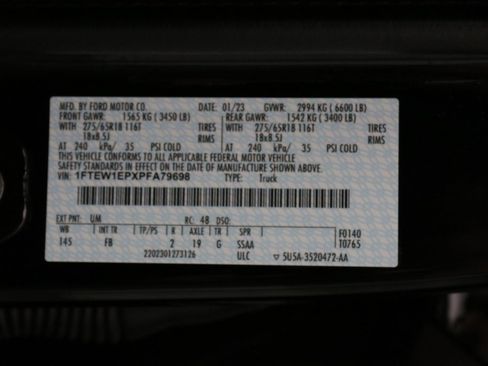 MFD. BY FORD MOTOR CO. DATE: 01/23 GVWR: 2994 KG ( 6600 LB)
FRONT GAWR: 1565 KG ( 3450 LB) REAR GAWR: 1542 KG ( 3400 LB)
WITH 275/65R18 116T TIRES WITH 275/65R18 116T TIRES
18x8.5J RIMS 18x8.5J RIMS
AT 240 kPa/ 35 PSI COLD AT 240 kPa/ 35 PSI COLD
THIS VEHICLE CONFORMS TO ALL APPLICABLE FEDERAL MOTOR VEHICLE
SAFETY STANDARDS IN EFFECT ON THE DATE OF MANUFACTURE SHOWN ABOVE.
VIN: 1FTEW1EPXPFA79698 TYPE: Truck
EXT PNT: UM RC: 48 DSO:
WB INT TR TP/PS R AXLE TR SPR F0140
145 FB 2 19 G SSAA T0765
2202301273126 ULC ▽ 5U5A-3520472-AA